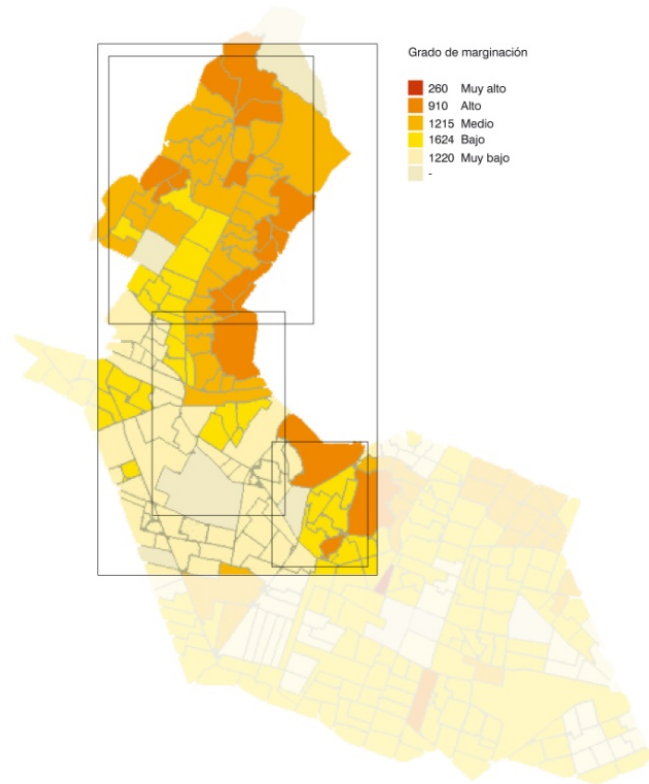 Grado de marginación
260 Muy alto
910 Alto
1215 Medio
1624 Bajo
1220 Muy bajo
-